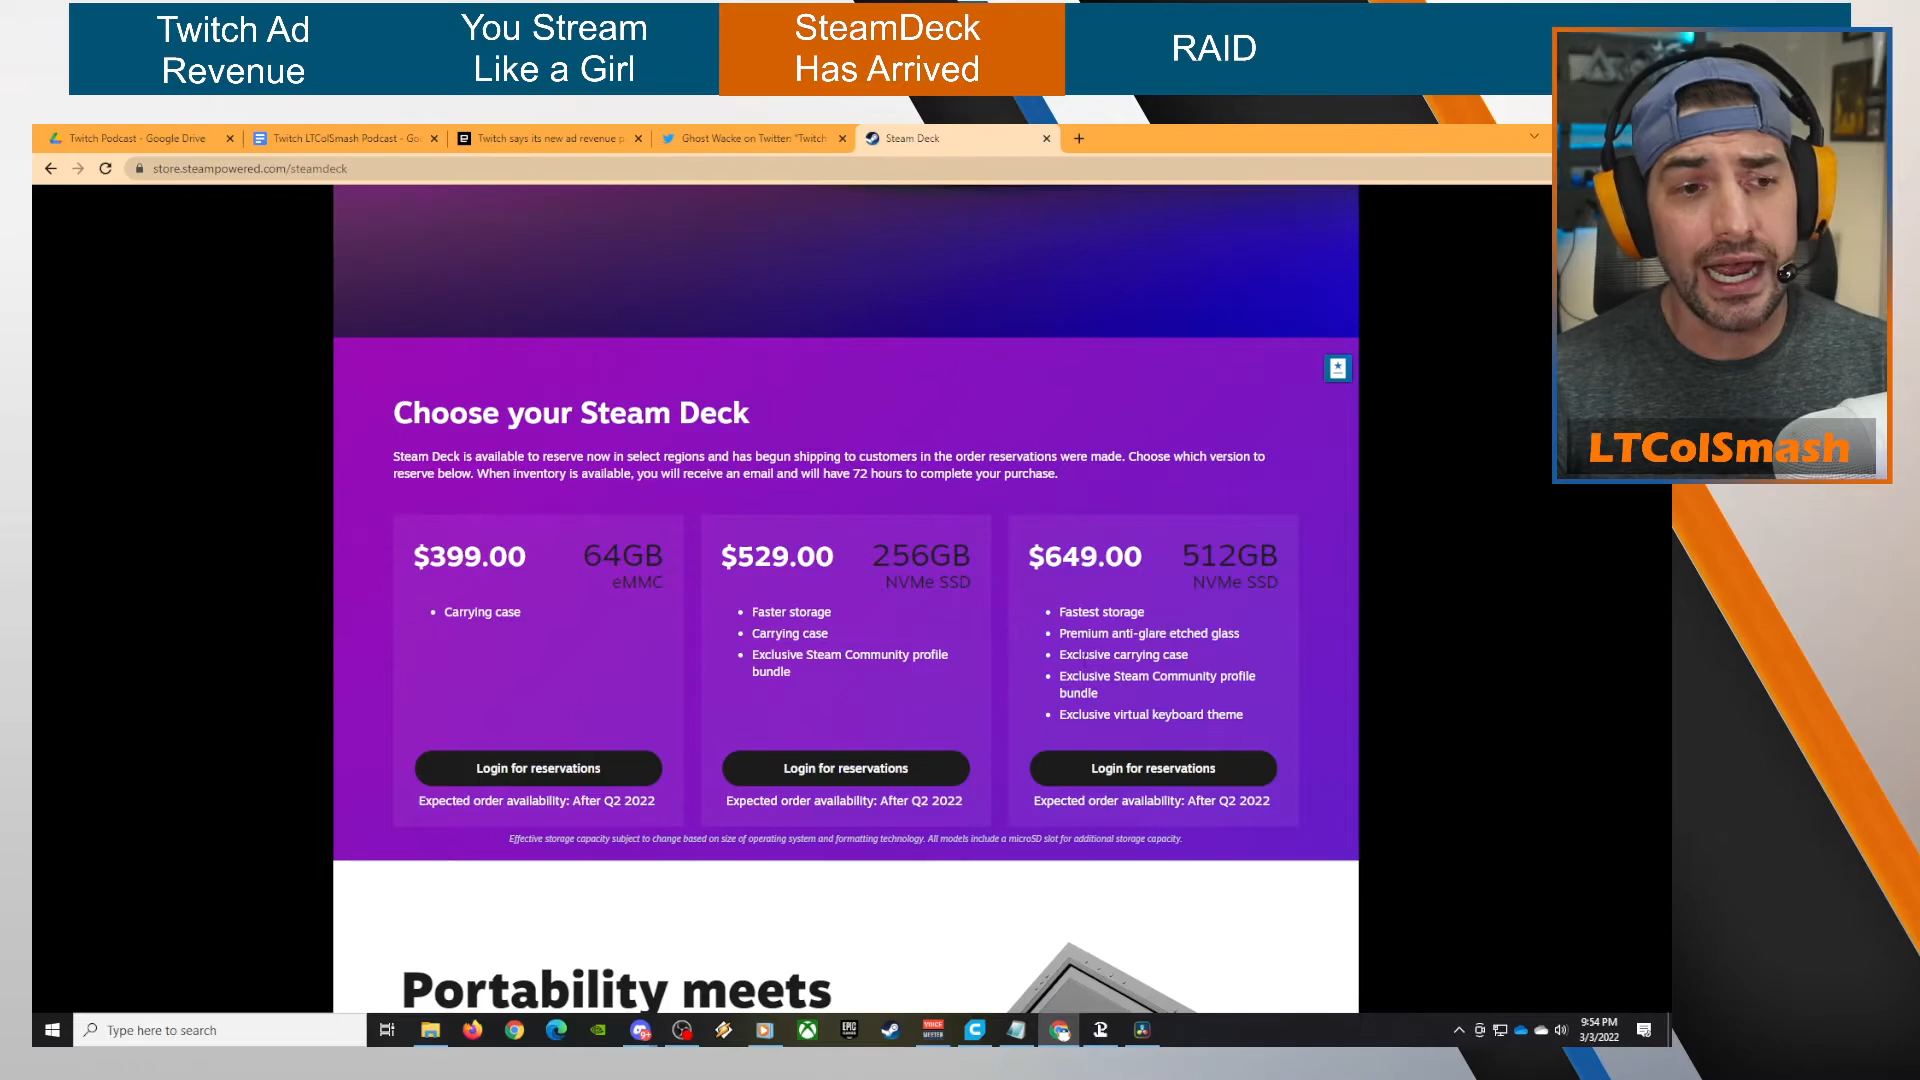 Twitch Ad
Revenue
You Stream
Like a Girl
SteamDeck
Has Arrived
RAID
Twitch Podcast - Google Drive
Twitch LTColSmash Podcast - Go
Twitch says its new ad revenue p
Ghost Wacke on Twitter: "Twitch
Steam Deck
store.steampowered.com/steamdeck
LTColSmash
Choose your Steam Deck
Steam Deck is available to reserve now in select regions and has begun shipping to customers in the order reservations were made. Choose which version to
reserve below. When inventory is available, you will receive an email and will have 72 hours to complete your purchase.
$399.00 64GB
eMMC
• Carrying case
Login for reservations
Expected order availability: After Q2 2022
$529.00 256GB
NVMe SSD
• Faster storage
• Carrying case
• Exclusive Steam Community profile
bundle
Login for reservations
Expected order availability: After Q2 2022
$649.00 512GB
NVMe SSD
• Fastest storage
• Premium anti-glare etched glass
• Exclusive carrying case
• Exclusive Steam Community profile
bundle
• Exclusive virtual keyboard theme
Login for reservations
Expected order availability: After Q2 2022
Effective storage capacity subject to change based on size of operating system and formatting technology. All models include a microSD slot for additional storage capacity.
Portability meets
Type here to search
EPIC
GAMES
VOICE
MEETER
9:54 PM
3/3/2022